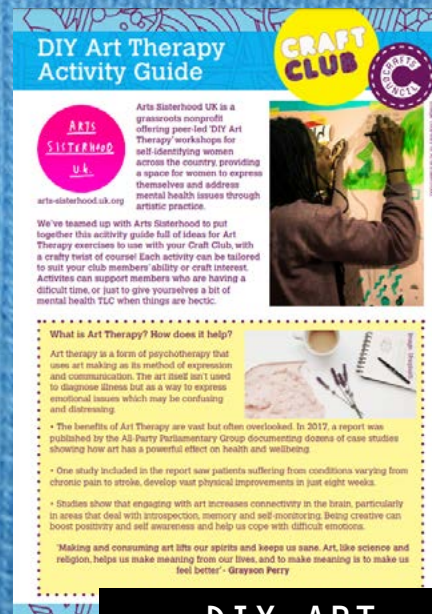 DIY Art Therapy
Activity Guide
CRAFT
CLUB
CRAFTS
COUNCIL
ARTS
SISTERHOOD
U.K.
arts-sisterhood.uk.org
Arts Sisterhood UK is a
grassroots nonprofit
offering peer-led 'DIY Art
Therapy' workshops for
self-identifying women
across the country, providing
a space for women to express
themselves and address
mental health issues through
artistic practice.
We've teamed up with Arts Sisterhood to put
together this acitivity guide full of ideas for Art
Therapy exercises to use with your Craft Club, with
a crafty twist of course! Each activity can be tailored
to suit your club members' ability or craft interest.
Activites can support members who are having a
dificult time, or just to give yourselves a bit of
mental health TLC when things are hectic.
What is Art Therapy? How does it help?
Art therapy is a form of psychotherapy that
uses art making as its method of expression
and communication. The art itself isn't used
to diagnose illness but as a way to express
emotional issues which may be confusing
and distressing.
Image: Unsplash
• The benefits of Art Therapy are vast but often overlooked. In 2017, a report was
published by the All-Party Parliamentary Group documenting dozens of case studies
showing how art has a powerful effect on health and wellbeing.
• One study included in the report saw patients suffering from conditions varying from
chronic pain to stroke, develop vast physical improvements in just eight weeks.
• Studies show that engaging with art increases connectivity in the brain, particularly
in areas that deal with introspection, memory and self-monitoring. Being creative can
boost positivity and self awareness and help us cope with difficult emotions.
'Making and consuming art lifts our spirits and keeps us sane. Art, like science and
religion, helps us make meaning from our lives, and to make meaning is to make us
feel better' - Grayson Perry
DIY ART